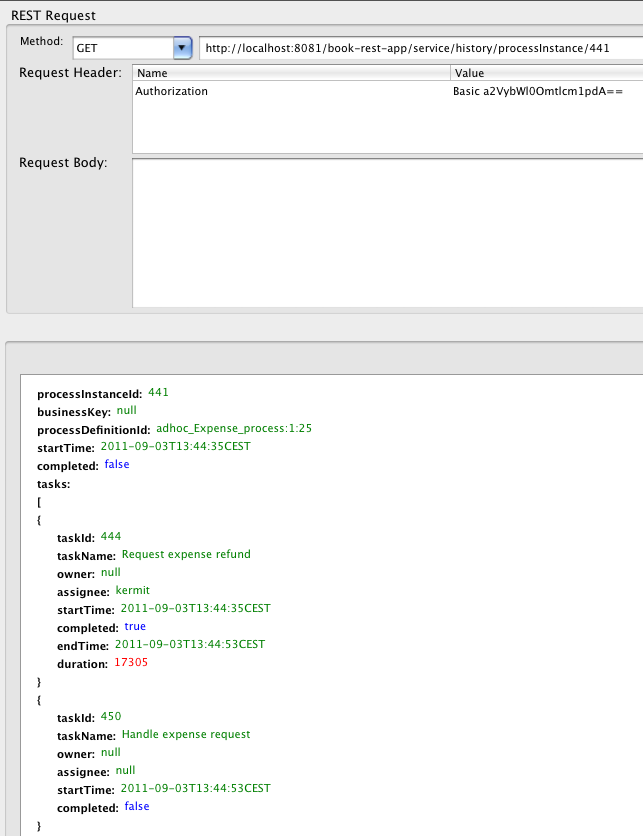 REST Request
Method: GET http://localhost:8081/book-rest-app/service/history/processInstance/441
Request Header: Name Value
Authorization Basic a2VybWl0Omtlcm1pdA==
Request Body:
processInstanceId: 441
businessKey: null
processDefinitionId: adhoc_Expense_process:1:25
startTime: 2011-09-03T13:44:35CEST
completed: false
tasks:
[
{
taskId: 444
taskName: Request expense refund
owner: null
assignee: kermit
startTime: 2011-09-03T13:44:35CEST
completed: true
endTime: 2011-09-03T13:44:53CEST
duration: 17305
}
{
taskId: 450
taskName: Handle expense request
owner: null
assignee: null
startTime: 2011-09-03T13:44:53CEST
completed: false
}